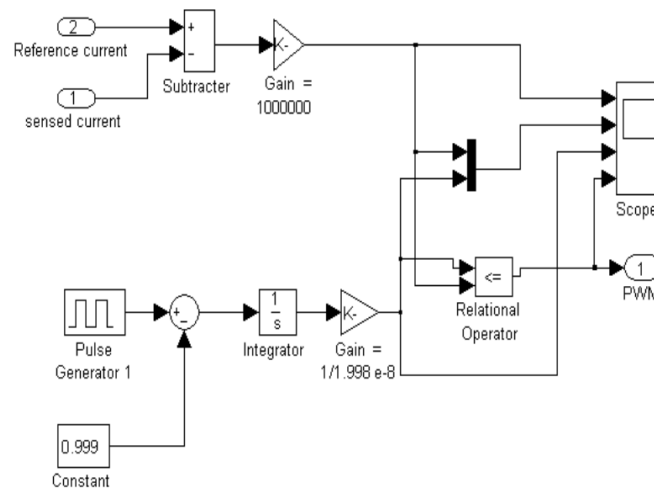 2
Reference current
+
−
K-
Subtracter
Gain =
1000000
1
sensed current
Scope
<=
1
PWM
Relational
Operator
+
−
1
s
K-
Pulse
Generator 1
Integrator
Gain =
1/1.998 e-8
0.999
Constant